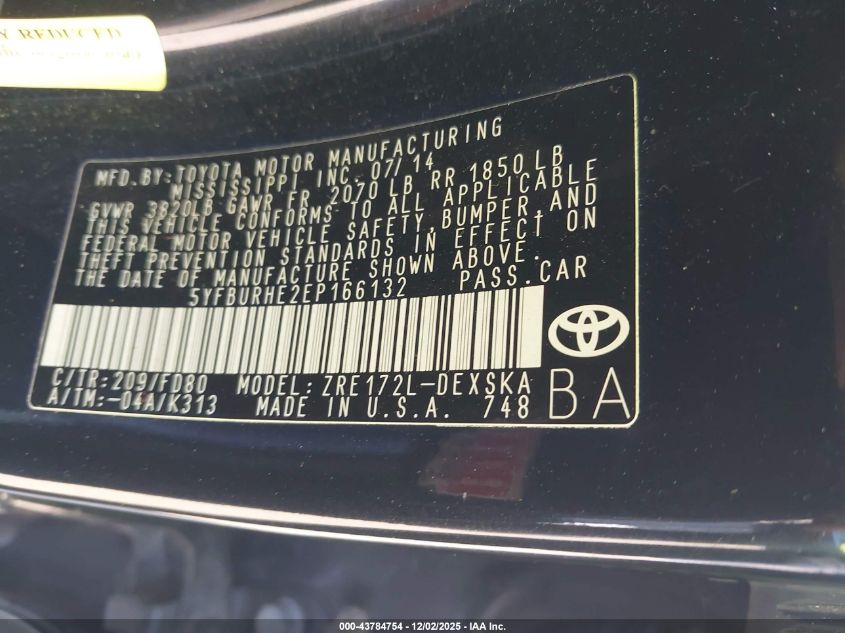 Y REDUCED
MFD.BY:TOYOTA MOTOR MANUFACTURING
MISSISSIPPI INC. 07/14
GVWR 3820LB GAWR FR 2070 LB RR 1850 LB
THIS VEHICLE CONFORMS TO ALL APPLICABLE
FEDERAL MOTOR VEHICLE SAFETY,BUMPER,AND
THEFT PREVENTION STANDARDS IN EFFECT ON
THE DATE OF MANUFACTURE SHOWN ABOVE.
5YFBURHE2EP166132 PASS.CAR
C/TR:209/FD80 MODEL:ZRE172L-DEXSKA
A/TM:-04A/K313 MADE IN U.S.A. 748 BA
000-43784754 - 12/02/2025 - IAA Inc.